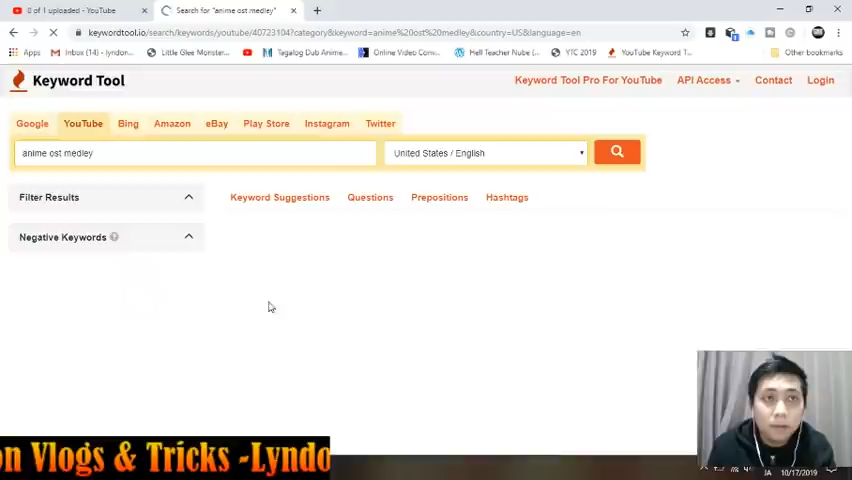 0 of 1 uploaded - YouTube
Search for "anime ost medley"
keywordtool.io/search/keywords/youtube/40723104?category&keyword=anime%20ost%20medley&country=US&language=en
Apps
Inbox (14) - lyndon...
Little Glee Monster...
Tagalog Dub Anime...
Online Video Conv...
Hell Teacher Nube (...
YTC 2019
YouTube Keyword T...
Other bookmarks
Keyword Tool
Keyword Tool Pro For YouTube
API Access
Contact
Login
Google
YouTube
Bing
Amazon
eBay
Play Store
Instagram
Twitter
anime ost medley
United States / English
Filter Results
Keyword Suggestions
Questions
Prepositions
Hashtags
Negative Keywords ?
on Vlogs & Tricks -Lyndo
JA
10/17/2019